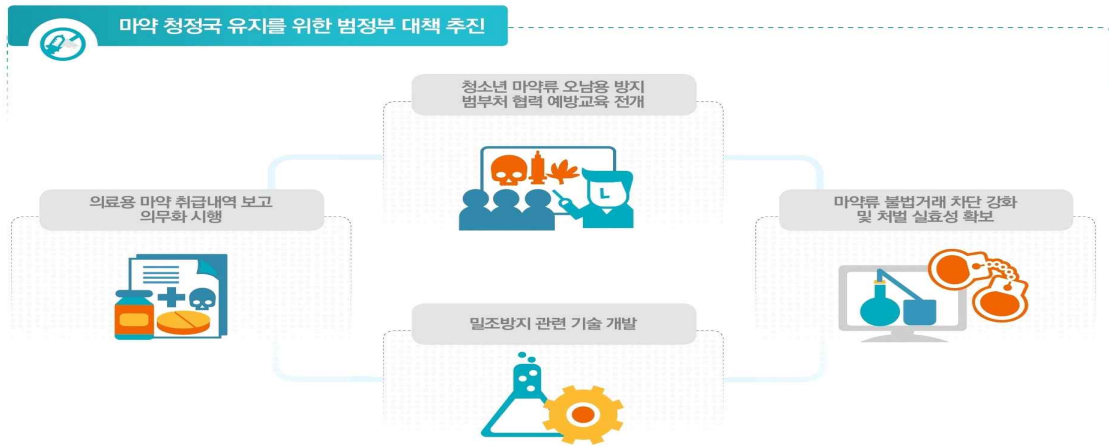 마약 청정국 유지를 위한 범정부 대책 추진
청소년 마약류 오남용 방지
범부처 협력 예방교육 전개
의료용 마약 취급내역 보고
의무화 시행
마약류 불법거래 차단 강화
및 처벌 실효성 확보
밀조방지 관련 기술 개발